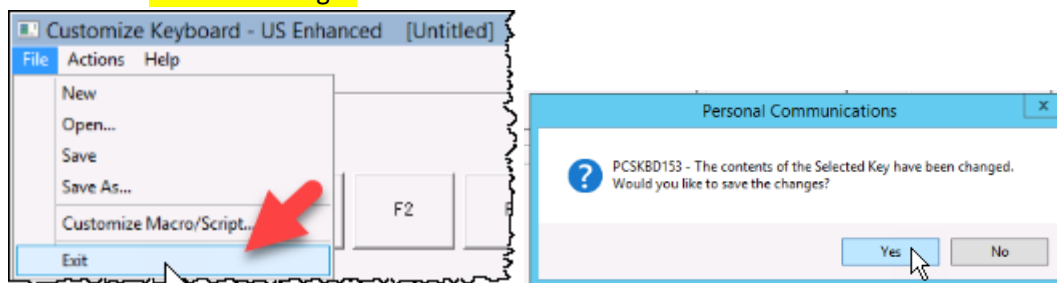 Customize Keyboard - US Enhanced [Untitled]
File Actions Help
New
Open...
Save
Save As...
Customize Macro/Script...
Exit
F2
Personal Communications
x
PCSKBD153 - The contents of the Selected Key have been changed.
Would you like to save the changes?
Yes No